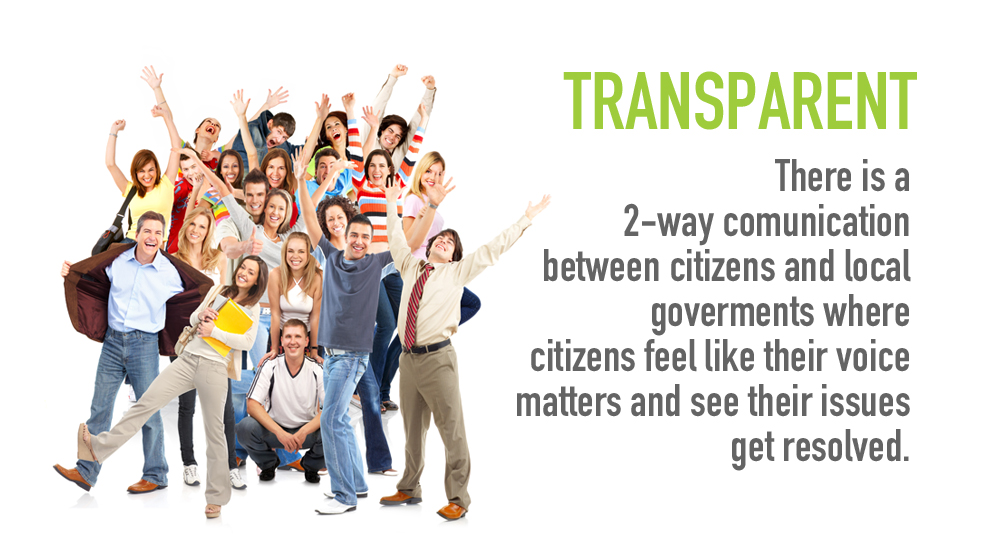 TRANSPARENT
There is a
2-way comunication
between citizens and local
goverments where
citizens feel like their voice
matters and see their issues
get resolved.